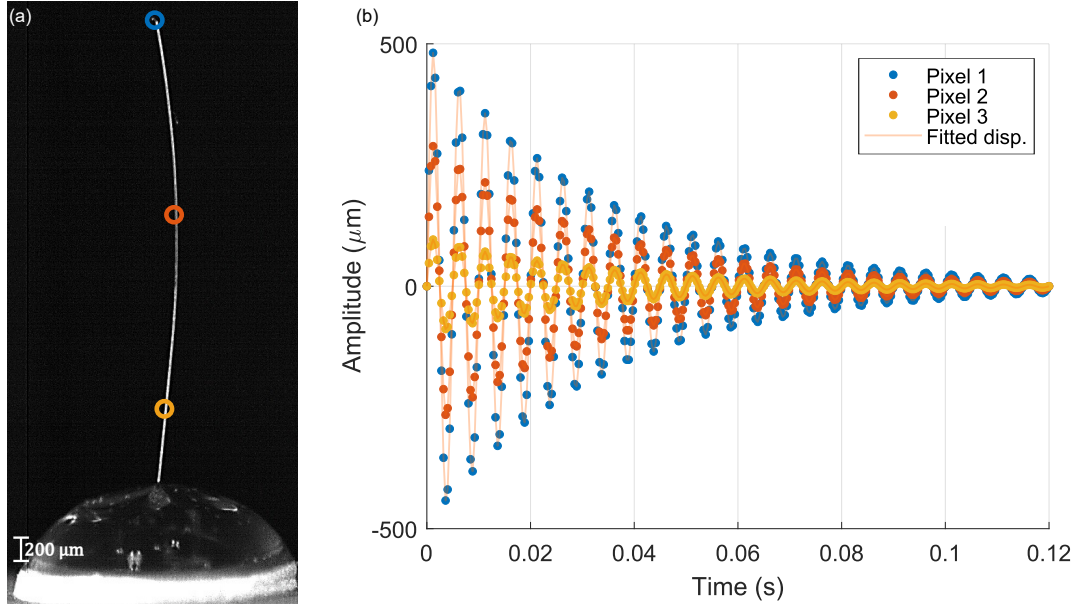 (a)
200 μm
(b)
500
0
-500
Amplitude (μm)
Pixel 1
Pixel 2
Pixel 3
Fitted disp.
0
0.02
0.04
0.06
0.08
0.1
0.12
Time (s)